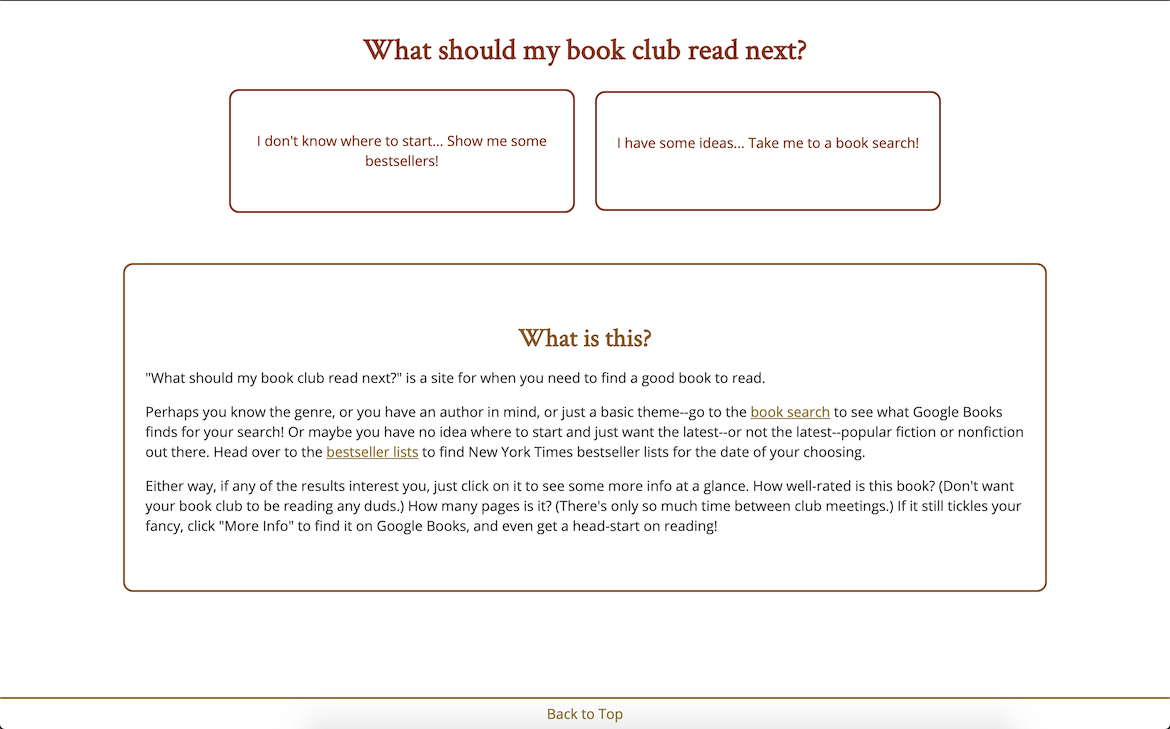 What should my book club read next?
I don't know where to start... Show me some
bestsellers!
I have some ideas... Take me to a book search!
What is this?
"What should my book club read next?" is a site for when you need to find a good book to read.
Perhaps you know the genre, or you have an author in mind, or just a basic theme--go to the book search to see what Google Books
finds for your search! Or maybe you have no idea where to start and just want the latest--or not the latest--popular fiction or nonfiction
out there. Head over to the bestseller lists to find New York Times bestseller lists for the date of your choosing.
Either way, if any of the results interest you, just click on it to see some more info at a glance. How well-rated is this book? (Don't want
your book club to be reading any duds.) How many pages is it? (There's only so much time between club meetings.) If it still tickles your
fancy, click "More Info" to find it on Google Books, and even get a head-start on reading!
Back to Top